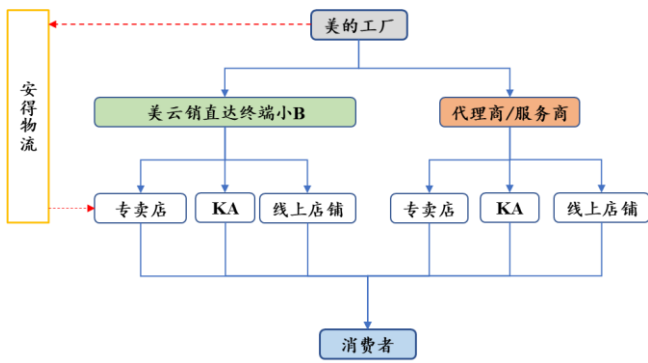 美的工厂
安得物流
美云销直达终端小B
代理商/服务商
专卖店
KA
线上店铺
专卖店
KA
线上店铺
消费者